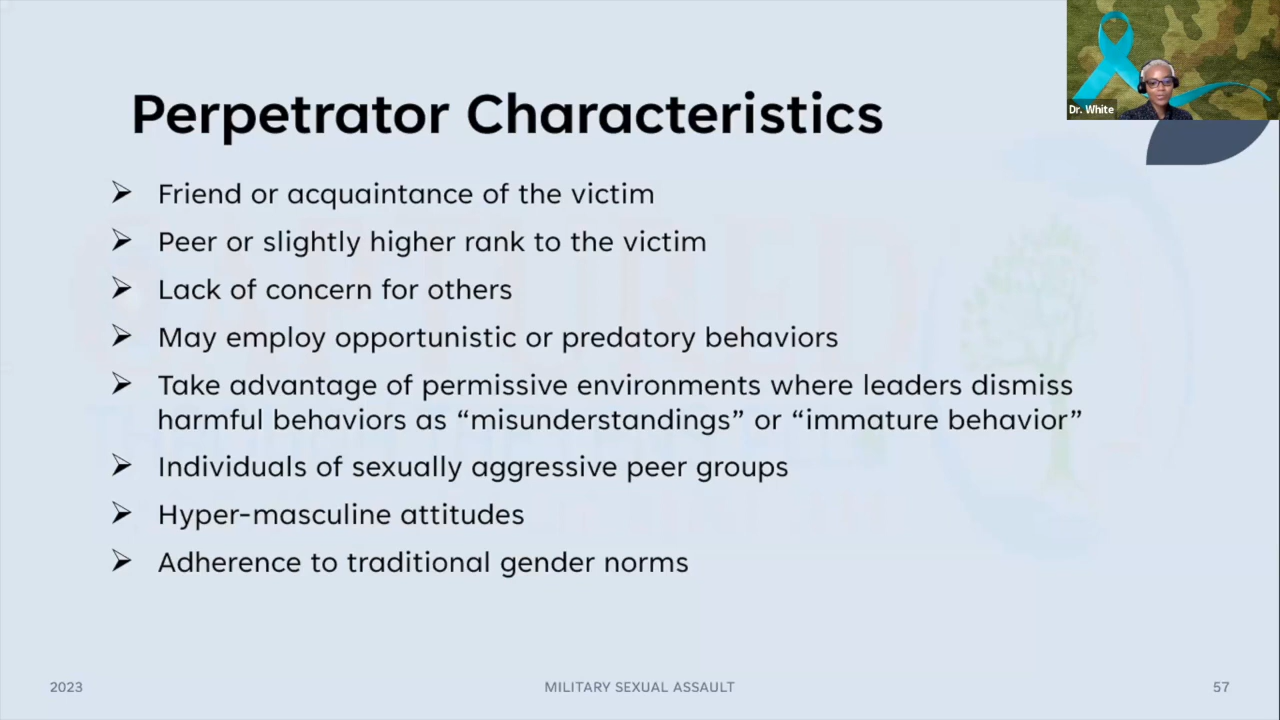 Dr. White
Perpetrator Characteristics
➢ Friend or acquaintance of the victim
➢ Peer or slightly higher rank to the victim
➢ Lack of concern for others
➢ May employ opportunistic or predatory behaviors
➢ Take advantage of permissive environments where leaders dismiss
harmful behaviors as “misunderstandings” or “immature behavior”
➢ Individuals of sexually aggressive peer groups
➢ Hyper-masculine attitudes
➢ Adherence to traditional gender norms
2023
MILITARY SEXUAL ASSAULT
57